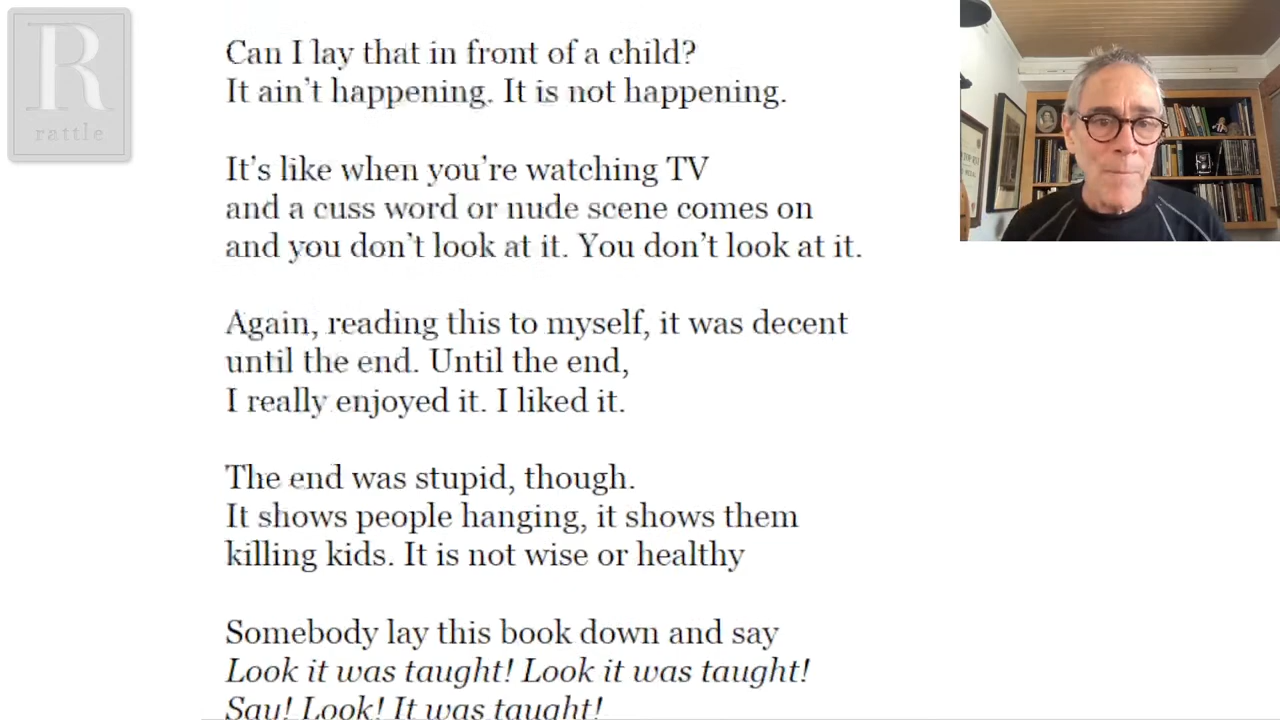 R
rattle
Can I lay that in front of a child?
It ain't happening. It is not happening.
It's like when you're watching TV
and a cuss word or nude scene comes on
and you don't look at it. You don't look at it.
Again, reading this to myself, it was decent
until the end. Until the end,
I really enjoyed it. I liked it.
The end was stupid, though.
It shows people hanging, it shows them
killing kids. It is not wise or healthy
Somebody lay this book down and say
Look it was taught! Look it was taught!
Say! Look! It was taught!